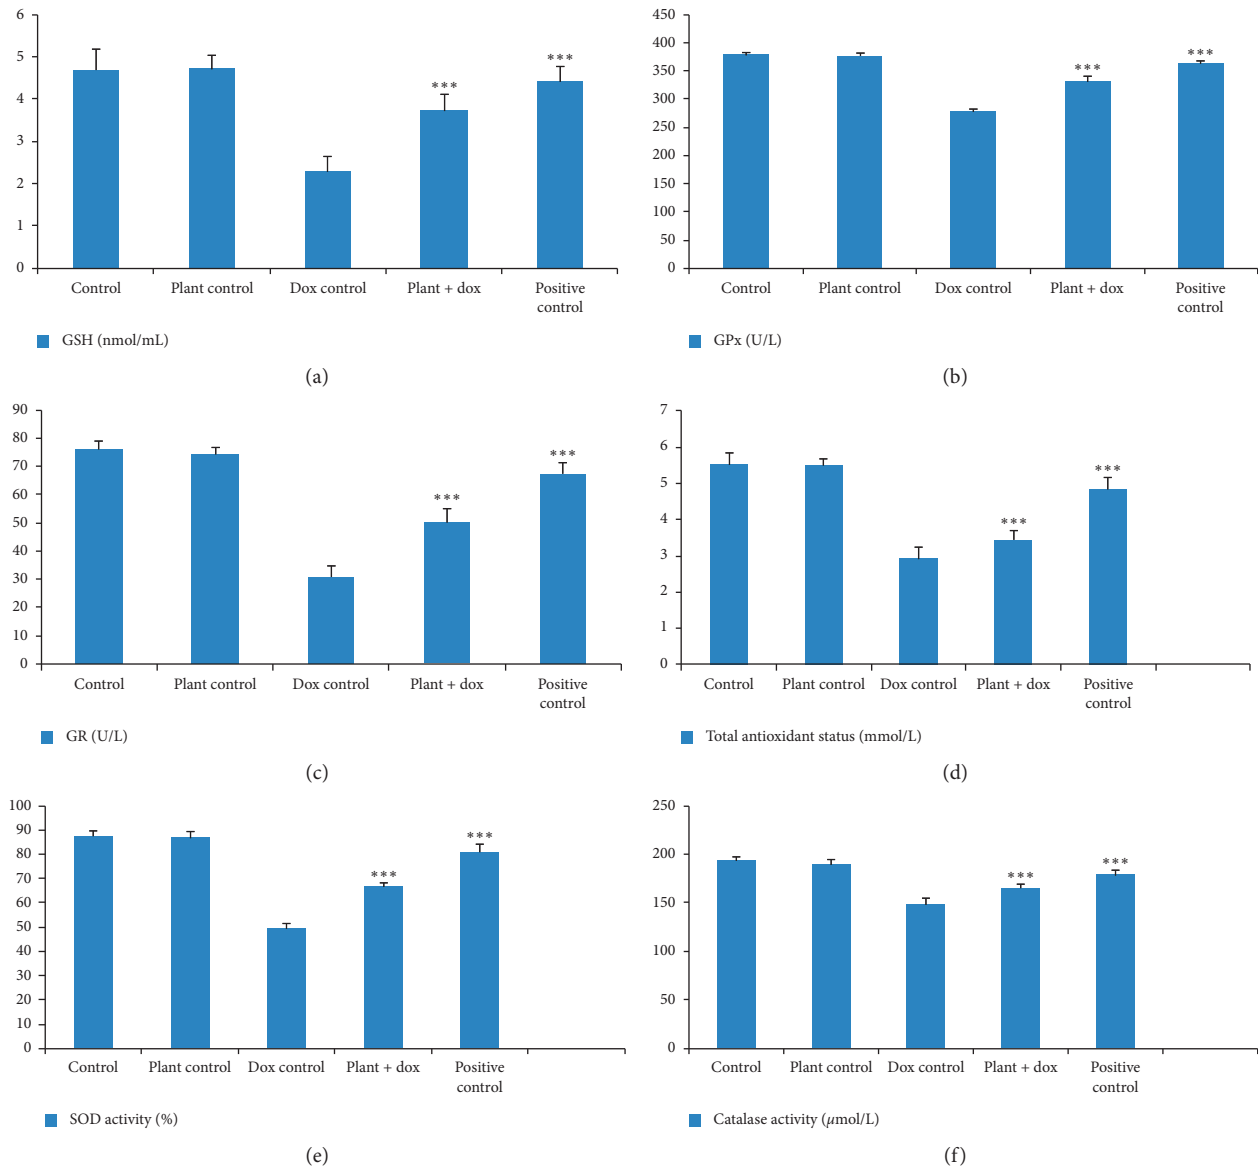 6
5
4
3
2
1
0
***
***
Control
Plant control
Dox control
Plant + dox
Positive
control
GSH (nmol/mL)
(a)
450
400
350
300
250
200
150
100
50
0
***
***
Control
Plant control
Dox control
Plant + dox
Positive
control
GPx (U/L)
(b)
90
80
70
60
50
40
30
20
10
0
***
***
Control
Plant control
Dox control
Plant + dox
Positive
control
GR (U/L)
(c)
7
6
5
4
3
2
1
0
***
***
Control
Plant control
Dox control
Plant + dox
Positive
control
Total antioxidant status (mmol/L)
(d)
100
90
80
70
60
50
40
30
20
10
0
***
***
Control
Plant control
Dox control
Plant + dox
Positive
control
SOD activity (%)
(e)
250
200
150
100
50
0
***
***
Control
Plant control
Dox control
Plant + dox
Positive
control
Catalase activity (μmol/L)
(f)